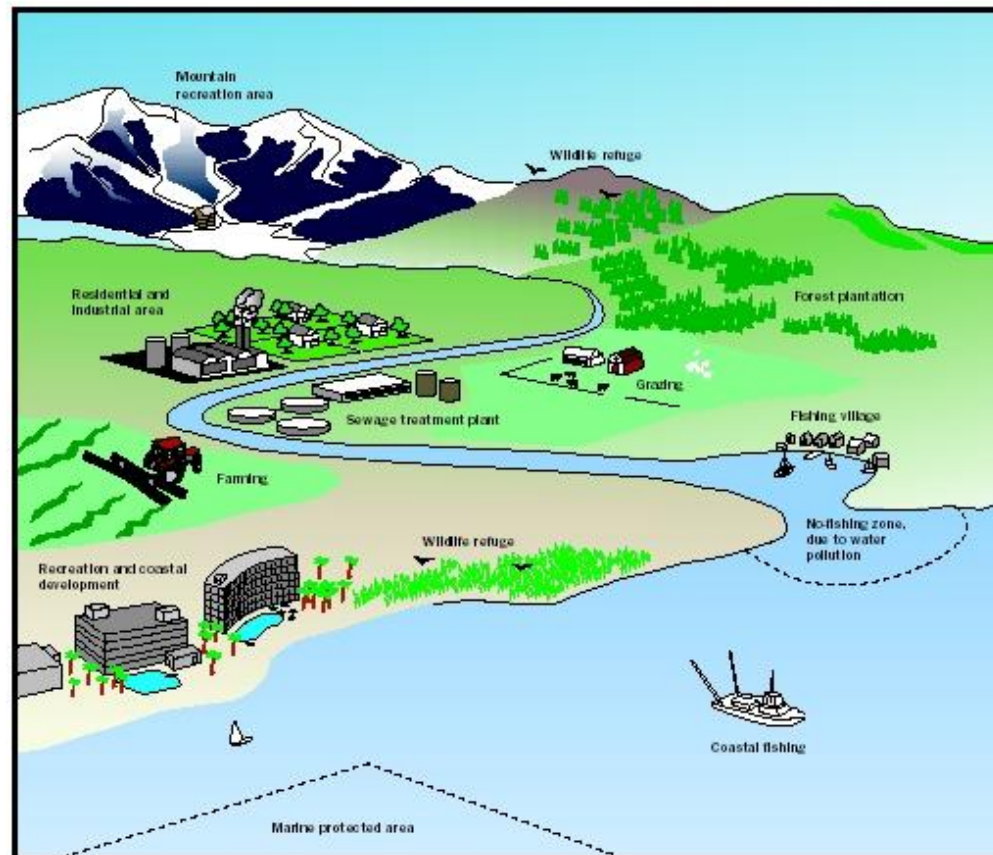 Mountain
recreation area
Wildlife refuge
Residential and
industrial area
Forest plantation
Grazing
Sewage treatment plant
Fishing village
Farming
No-fishing zone,
due to water
pollution
Wildlife refuge
Recreation and coastal
development
Coastal fishing
Marine protected area